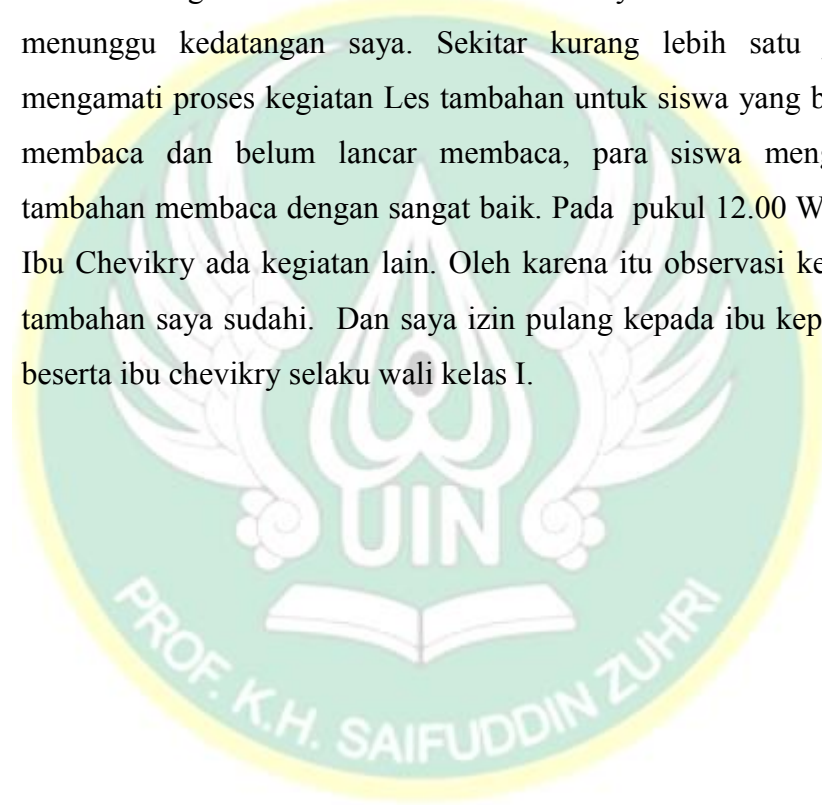 menunggu kedatangan saya. Sekitar kurang lebih satu
mengamati proses kegiatan Les tambahan untuk siswa yang
membaca dan belum lancar membaca, para siswa
tambahan membaca dengan sangat baik. Pada pukul 12.00
Ibu Chevikry ada kegiatan lain. Oleh karena itu observasi
tambahan saya sudahi. Dan saya izin pulang kepada ibu
beserta ibu chevikry selaku wali kelas I.
UIN
PROF. K.H. SAIFUDDIN ZUHRI